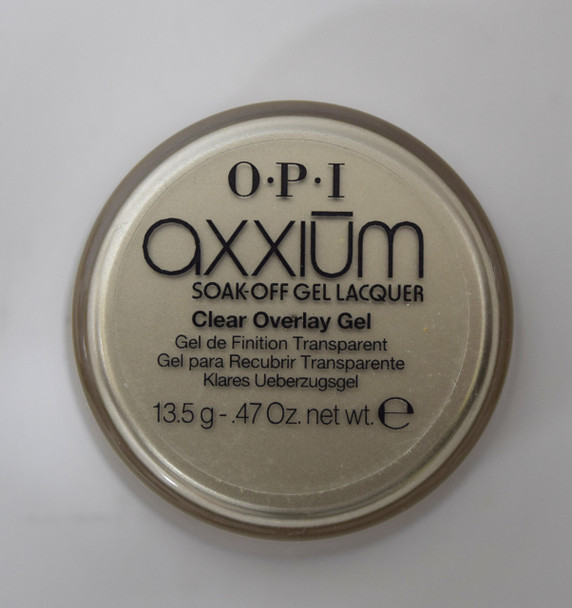 O·P·I
axxiūm
SOAK-OFF GEL LACQUER
Clear Overlay Gel
Gel de Finition Transparent
Gel para Recubrir Transparente
Klares Ueberzugsgel
13.5 g - .47 Oz. net wt. ℮